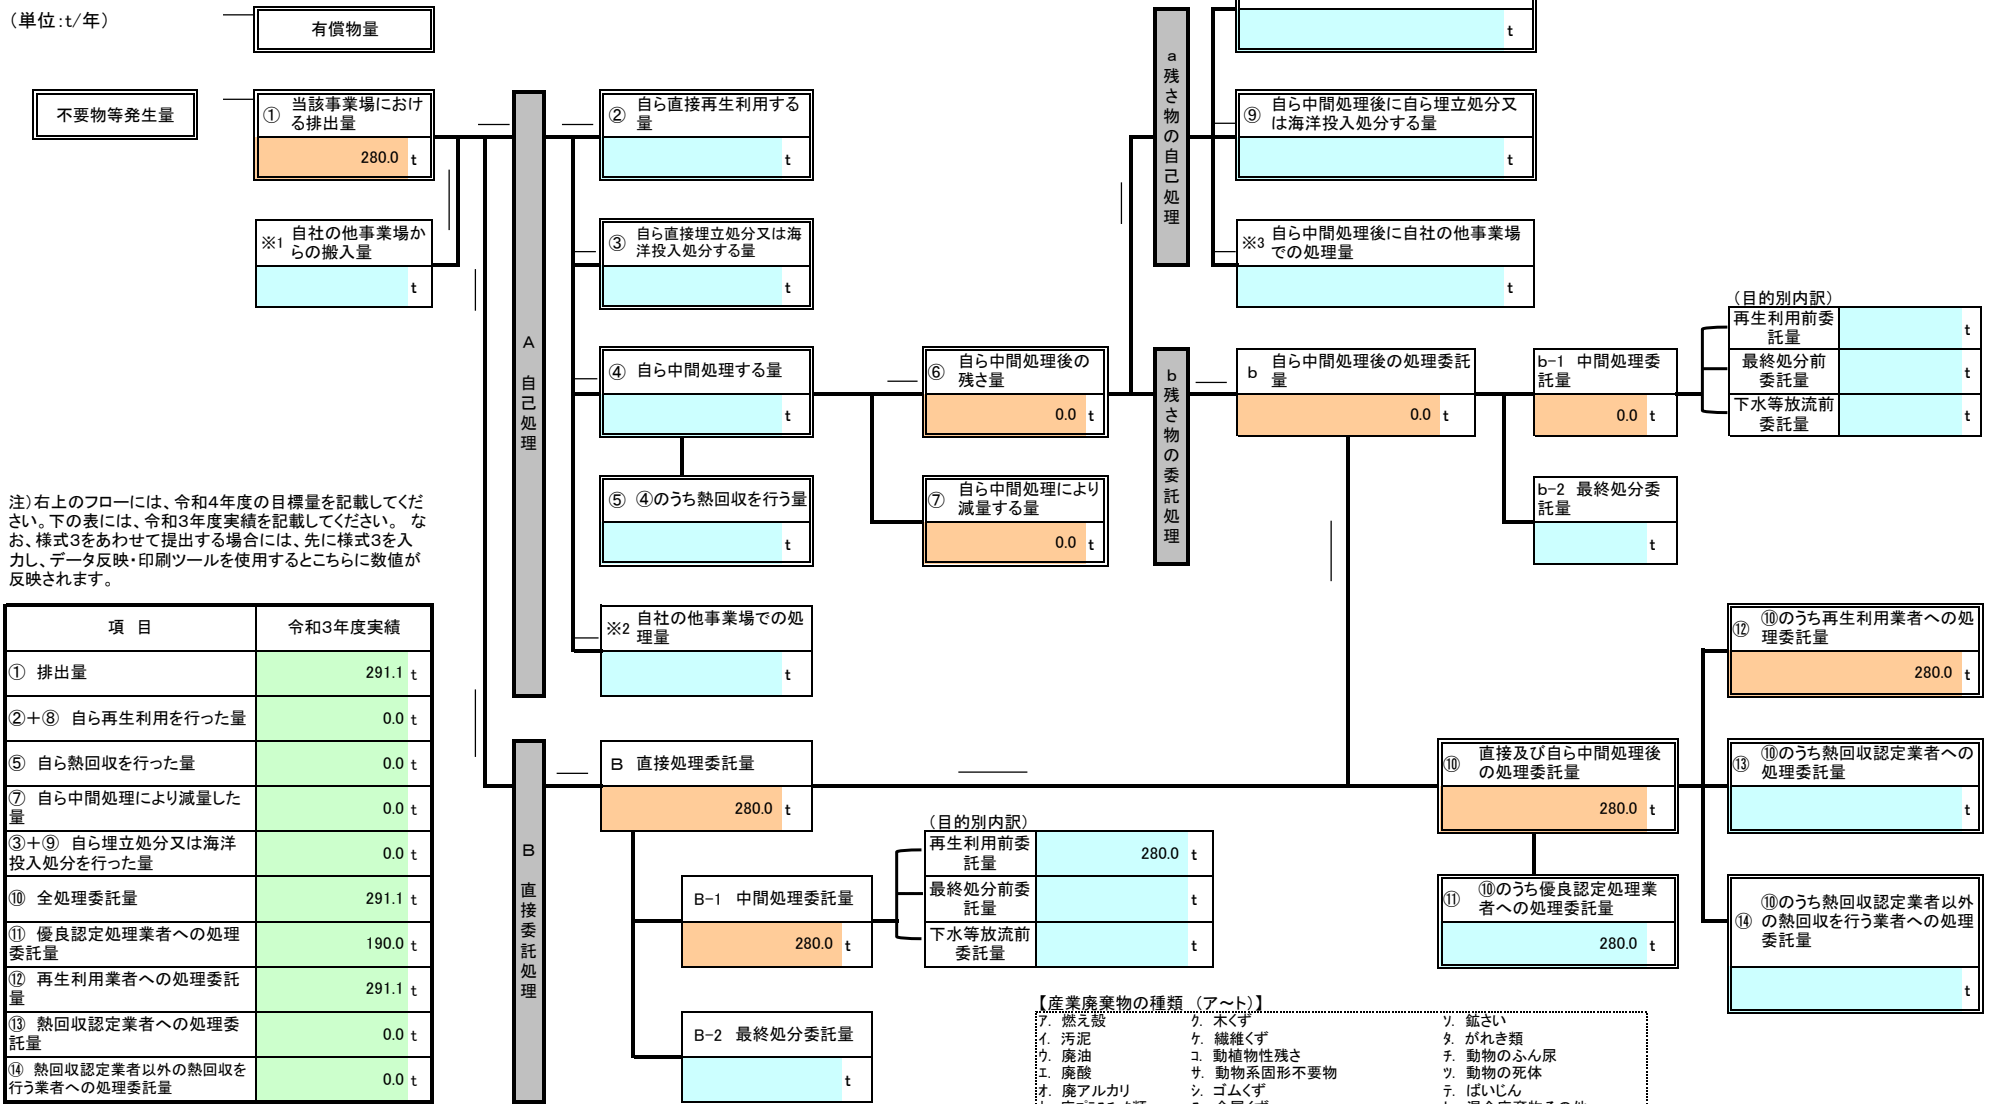 （単位：t/年）
有償物量
t
不要物等発生量
① 当該事業場におけ
る排出量
280.0 t
※1 自社の他事業場か
らの搬入量
t
A 自己処理
② 自ら直接再生利用する
量
t
③ 自ら直接埋立処分又は海
洋投入処分する量
t
④ 自ら中間処理する量
t
⑤ ④のうち熱回収を行う量
t
※2 自社の他事業場での処
理量
t
⑥ 自ら中間処理後の
残さ量
0.0 t
⑦ 自ら中間処理により
減量する量
0.0 t
a 残さ物の自己処理
⑨ 自ら中間処理後に自ら埋立処分又
は海洋投入処分する量
t
※3 自ら中間処理後に自社の他事業場
での処理量
t
b 残さ物の委託処理
b 自ら中間処理後の処理委託
量
0.0 t
b-1 中間処理委
託量
0.0 t
（目的別内訳）
再生利用前委
託量
t
最終処分前
委託量
t
下水等放流前
委託量
t
b-2 最終処分委
託量
t
注）右上のフローには、令和４年度の目標量を記載してくだ
さい。下の表には、令和３年度実績を記載してください。 な
お、様式３をあわせて提出する場合には、先に様式３を入
力し、データ反映・印刷ツールを使用するとこちらに数値が
反映されます。
項 目 令和３年度実績
① 排出量 291.1 t
②＋⑧ 自ら再生利用を行った量 0.0 t
⑤ 自ら熱回収を行った量 0.0 t
⑦ 自ら中間処理により減量した
量 0.0 t
③＋⑨ 自ら埋立処分又は海洋
投入処分を行った量 0.0 t
⑩ 全処理委託量 291.1 t
⑪ 優良認定処理業者への処理
委託量 190.0 t
⑫ 再生利用業者への処理委託
量 291.1 t
⑬ 熱回収認定業者への処理委
託量 0.0 t
⑭ 熱回収認定業者以外の熱回収を
行う業者への処理委託量 0.0 t
B 直接委託処理
B 直接処理委託量
280.0 t
B-1 中間処理委託量
280.0 t
（目的別内訳）
再生利用前委
託量
280.0 t
最終処分前委
託量
t
下水等放流前
委託量
t
B-2 最終処分委託量
t
⑩ 直接及び自ら中間処理後
の処理委託量
280.0 t
⑪ ⑩のうち優良認定処理業
者への処理委託量
280.0 t
⑫ ⑩のうち再生利用業者への処
理委託量
280.0 t
⑬ ⑩のうち熱回収認定業者への
処理委託量
t
⑭ ⑩のうち熱回収認定業者以外
の熱回収を行う業者への処理
委託量
t
【産業廃棄物の種類 （ア～ト）】
ア. 燃え殻 ク. 木くず ソ. 鉱さい
イ. 汚泥 ケ. 繊維くず タ. がれき類
ウ. 廃油 コ. 動植物性残さ チ. 動物のふん尿
エ. 廃酸 サ. 動物系固形不要物 ツ. 動物の死体
オ. 廃アルカリ シ. ゴムくず テ. ばいじん